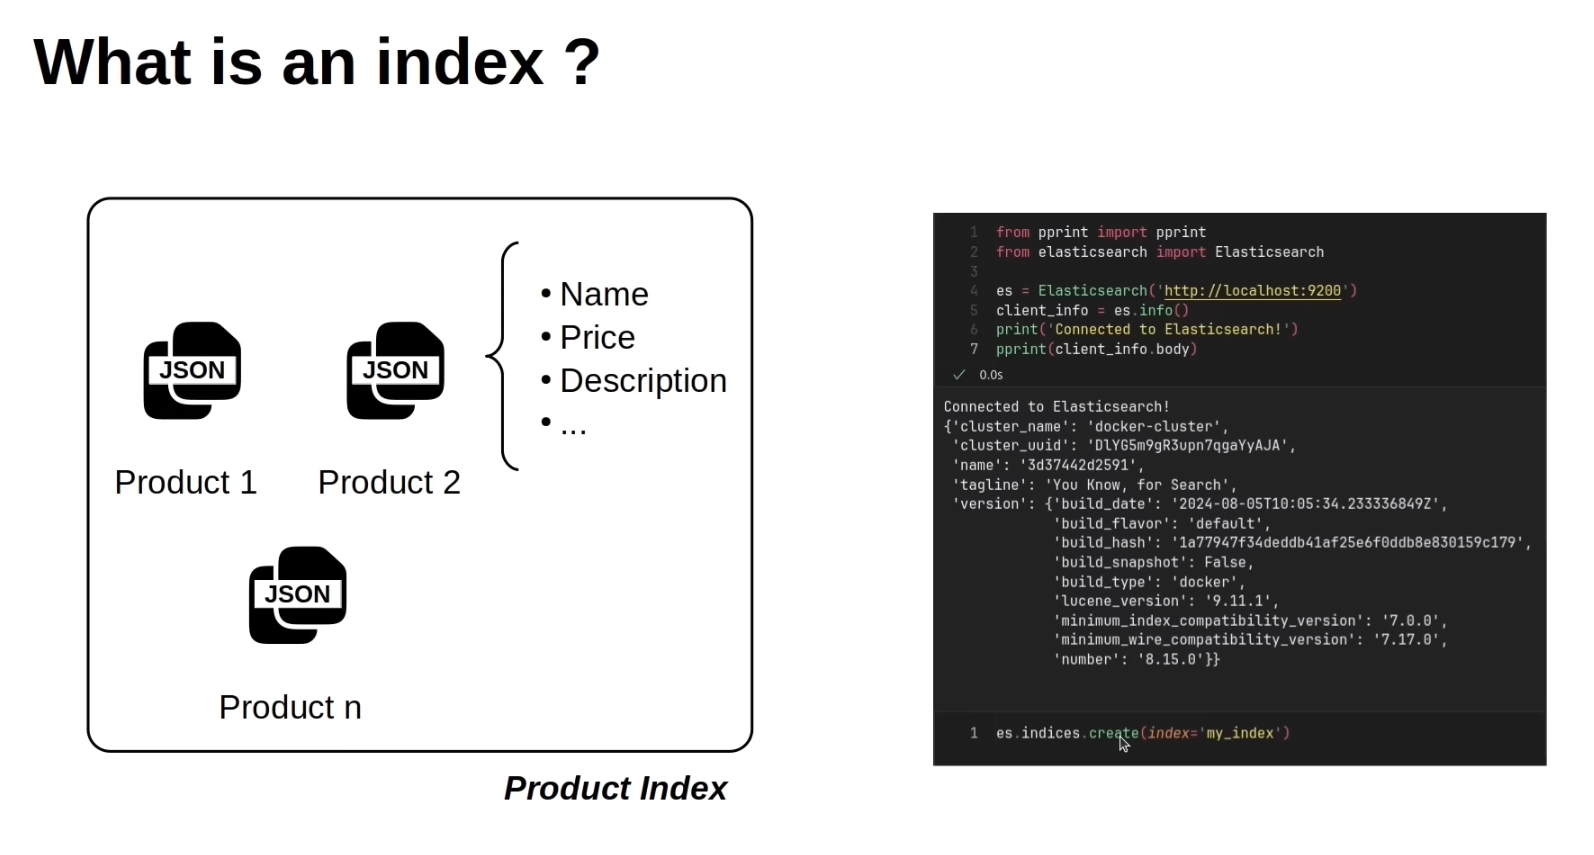 What is an index ?
JSON
Product 1
JSON
Product 2
• Name
• Price
• Description
• ...
JSON
Product n
Product Index
1 from pprint import pprint
2 from elasticsearch import Elasticsearch
3
4 es = Elasticsearch('http://localhost:9200')
5 client_info = es.info()
6 print('Connected to Elasticsearch!')
7 pprint(client_info.body)
✓ 0.0s
Connected to Elasticsearch!
{'cluster_name': 'docker-cluster',
'cluster_uuid': 'DlYG5m9gR3upn7qgaYyAJA',
'name': '3d37442d2591',
'tagline': 'You Know, for Search',
'version': {'build_date': '2024-08-05T10:05:34.233336849Z',
'build_flavor': 'default',
'build_hash': '1a77947f34deddb41af25e6f0ddb8e830159c179',
'build_snapshot': False,
'build_type': 'docker',
'lucene_version': '9.11.1',
'minimum_index_compatibility_version': '7.0.0',
'minimum_wire_compatibility_version': '7.17.0',
'number': '8.15.0'}}
1 es.indices.create(index='my_index')